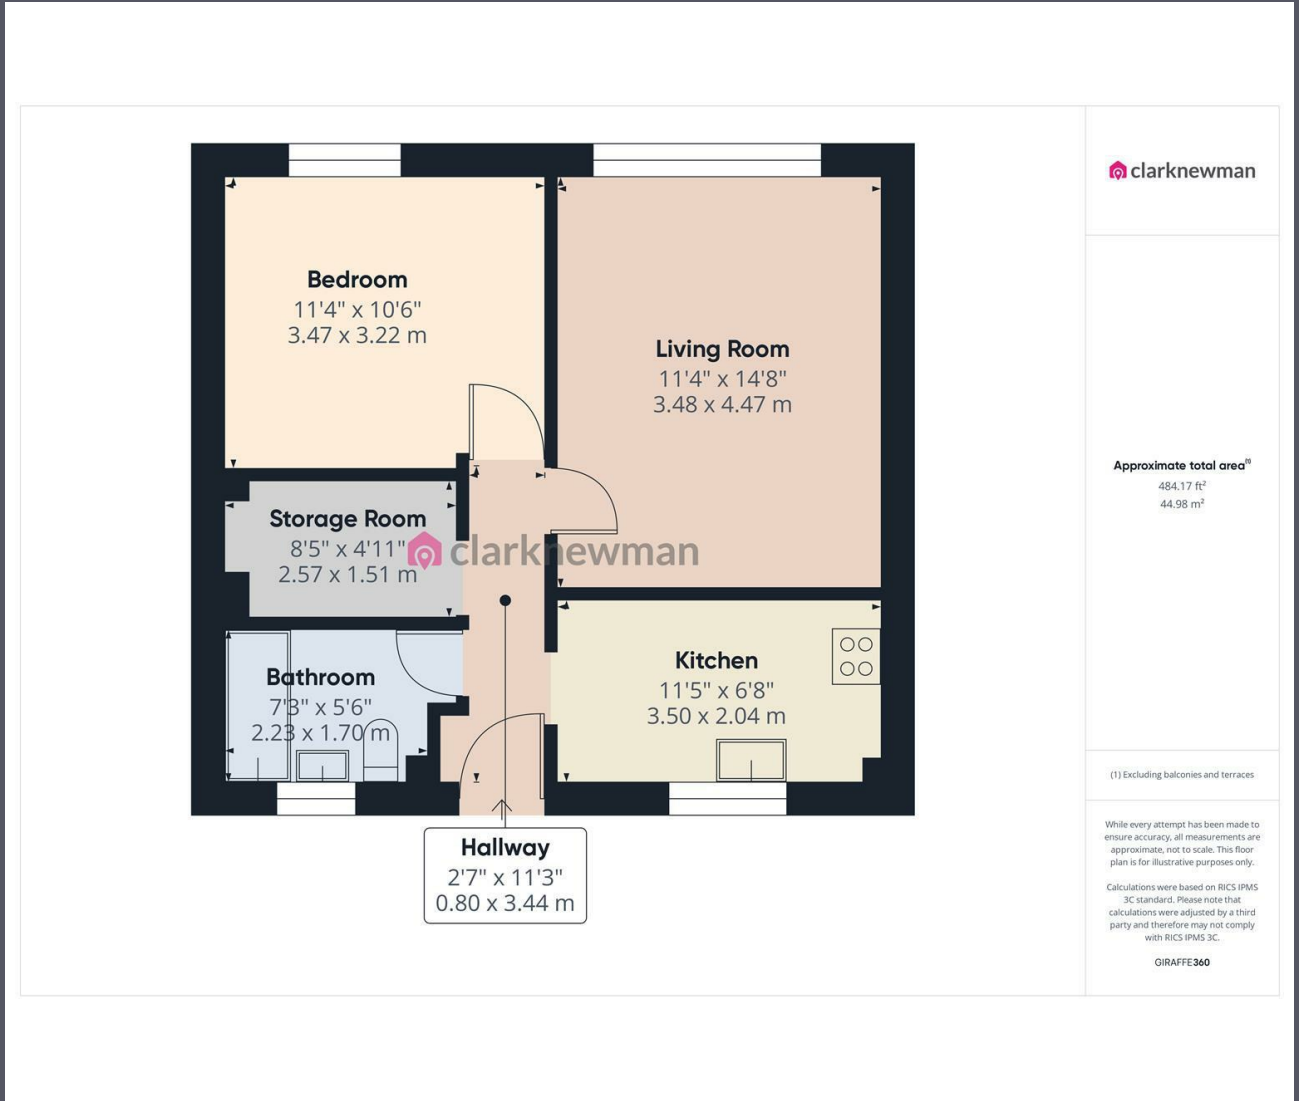 Bedroom
11'4" x 10'6"
3.47 x 3.22 m
Living Room
11'4" x 14'8"
3.48 x 4.47 m
Storage Room
8'5" x 4'11"
2.57 x 1.51 m
clarknewman
Bathroom
7'3" x 5'6"
2.23 x 1.70 m
Kitchen
11'5" x 6'8"
3.50 x 2.04 m
Hallway
2'7" x 11'3"
0.80 x 3.44 m
clarknewman
Approximate total area⁽¹⁾
484.17 ft²
44.98 m²
(1) Excluding balconies and terraces
While every attempt has been made to
ensure accuracy, all measurements are
approximate, not to scale. This floor
plan is for illustrative purposes only.
Calculations were based on RICS IPMS
3C standard. Please note that
calculations were adjusted by a third
party and therefore may not comply
with RICS IPMS 3C.
GIRAFFE360